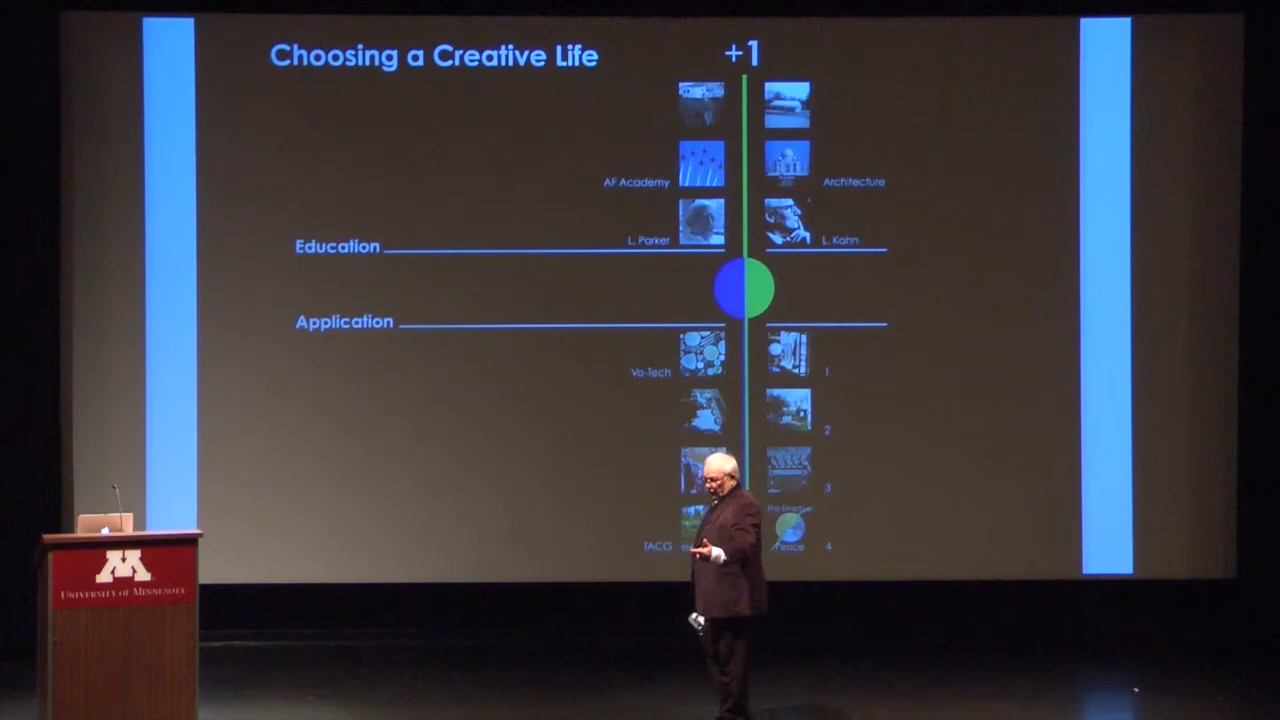 Choosing a Creative Life
+1
AF Academy
Architecture
L. Parker
L. Kahn
Education
Application
Vo-Tech
1
2
3
Pre-Emptive
TACG
Peace
4
M
UNIVERSITY OF MINNESOTA